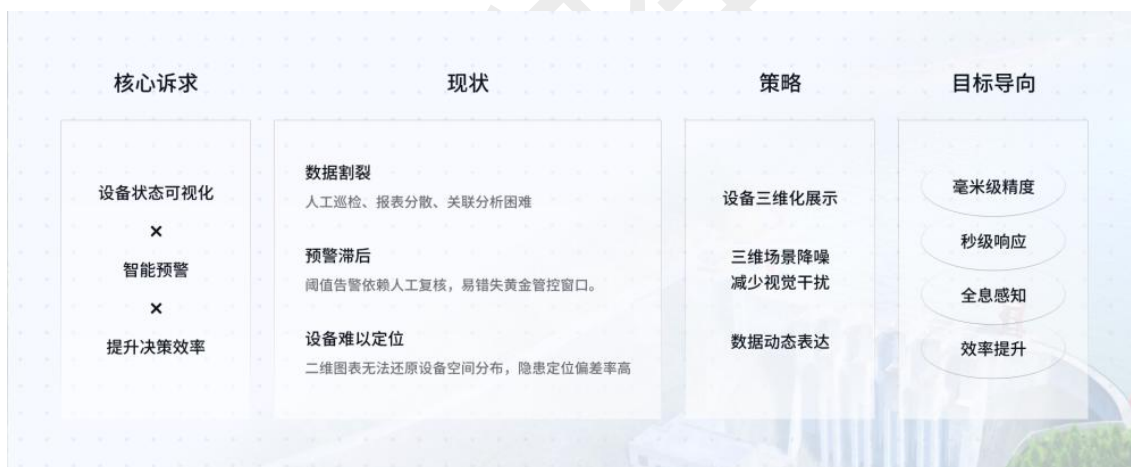 核心诉求
设备状态可视化
×
智能预警
×
提升决策效率
现状
数据割裂
人工巡检、报表分散、关联分析困难
预警滞后
阈值告警依赖人工复核，易错失黄金管控窗口。
设备难以定位
二维图表无法还原设备空间分布，隐患定位偏差率高
策略
设备三维化展示
三维场景降噪
减少视觉干扰
数据动态表达
目标导向
毫米级精度
秒级响应
全息感知
效率提升